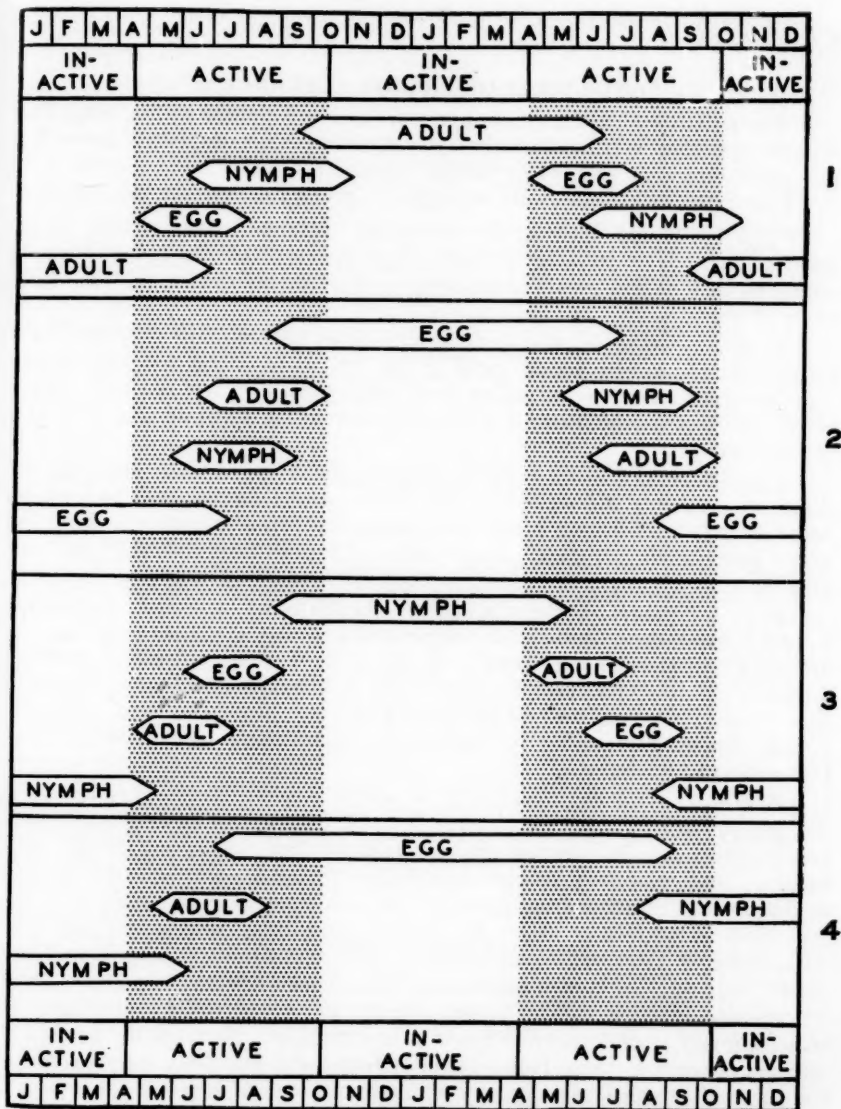 J F M A M J J A S O N D J F M A M J J A S O N D
IN-ACTIVE ACTIVE IN-ACTIVE ACTIVE IN-ACTIVE
ADULT
NYMPH EGG 1
EGG NYMPH
ADULT ADULT
EGG
ADULT NYMPH
2
NYMPH ADULT
EGG EGG
NYMPH
EGG ADULT
3
ADULT EGG
NYMPH NYMPH
EGG
ADULT NYMPH
4
NYMPH
IN-ACTIVE ACTIVE IN-ACTIVE ACTIVE IN-ACTIVE
J F M A M J J A S O N D J F M A M J J A S O N D